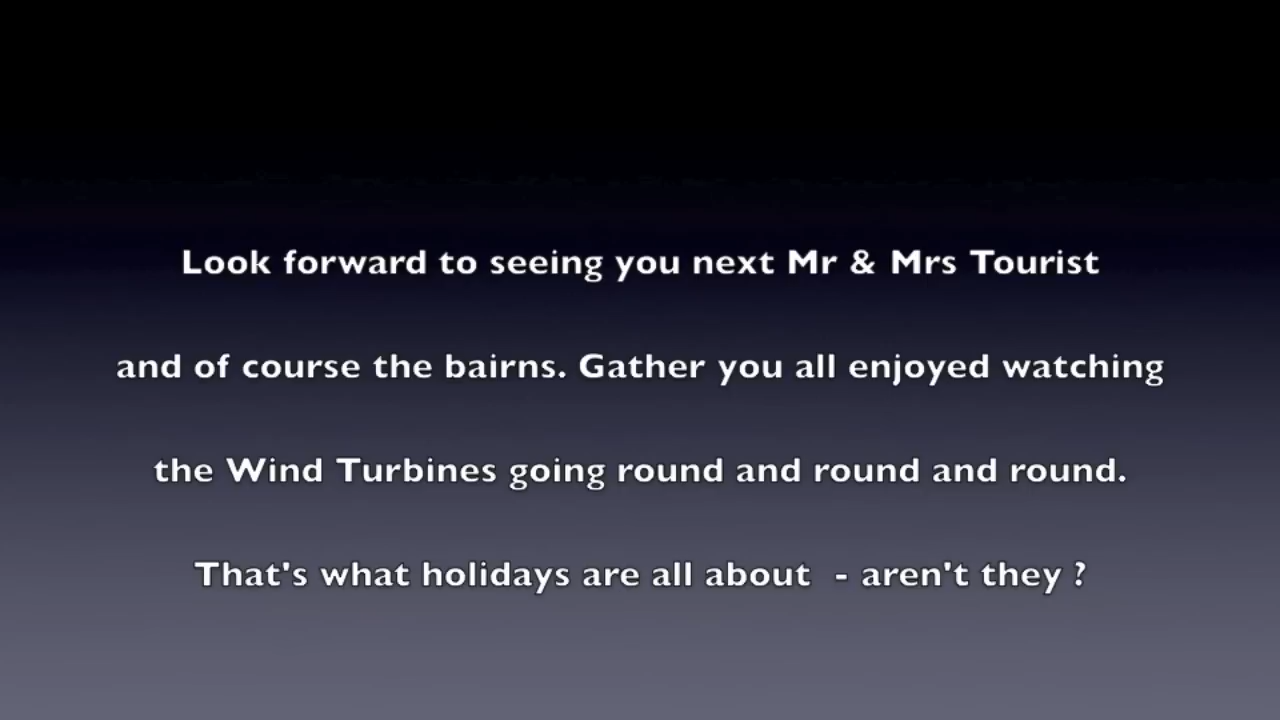 Look forward to seeing you next Mr & Mrs Tourist
and of course the bairns. Gather you all enjoyed watching
the Wind Turbines going round and round and round.
That's what holidays are all about  - aren't they ?